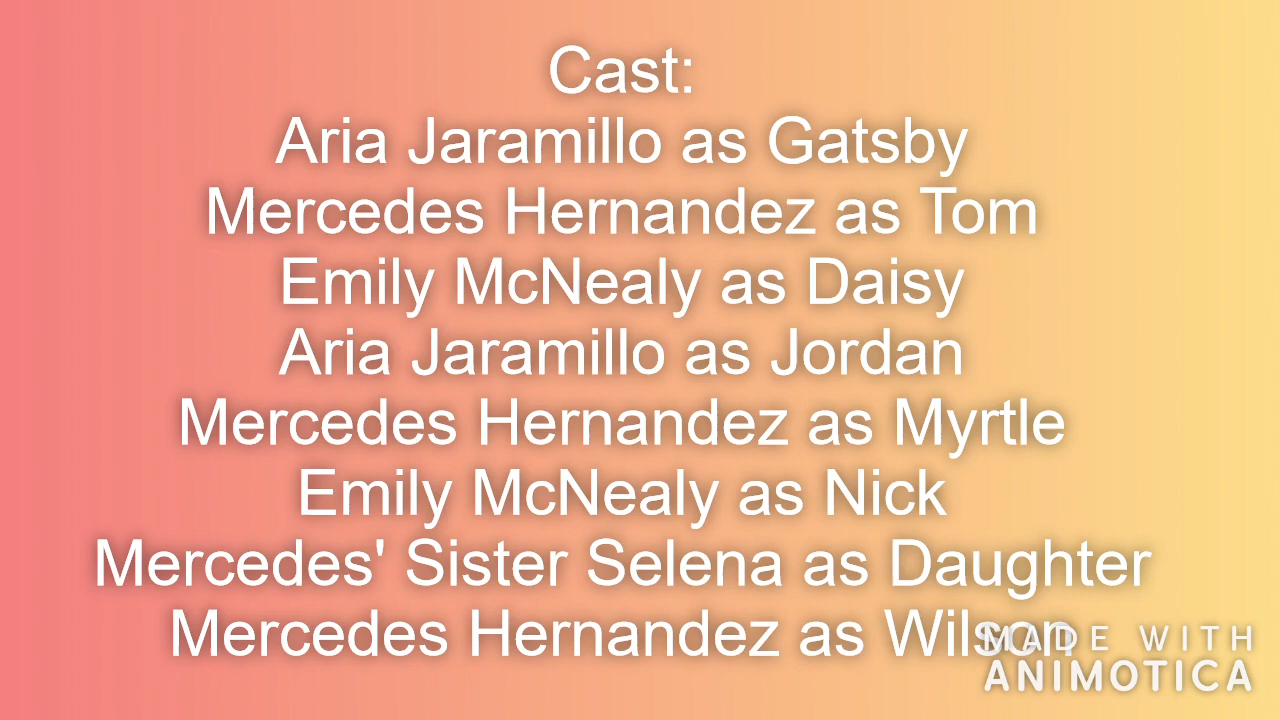 Cast:
Aria Jaramillo as Gatsby
Mercedes Hernandez as Tom
Emily McNealy as Daisy
Aria Jaramillo as Jordan
Mercedes Hernandez as Myrtle
Emily McNealy as Nick
Mercedes' Sister Selena as Daughter
Mercedes Hernandez as Wilson
MADE WITH
ANIMOTICA